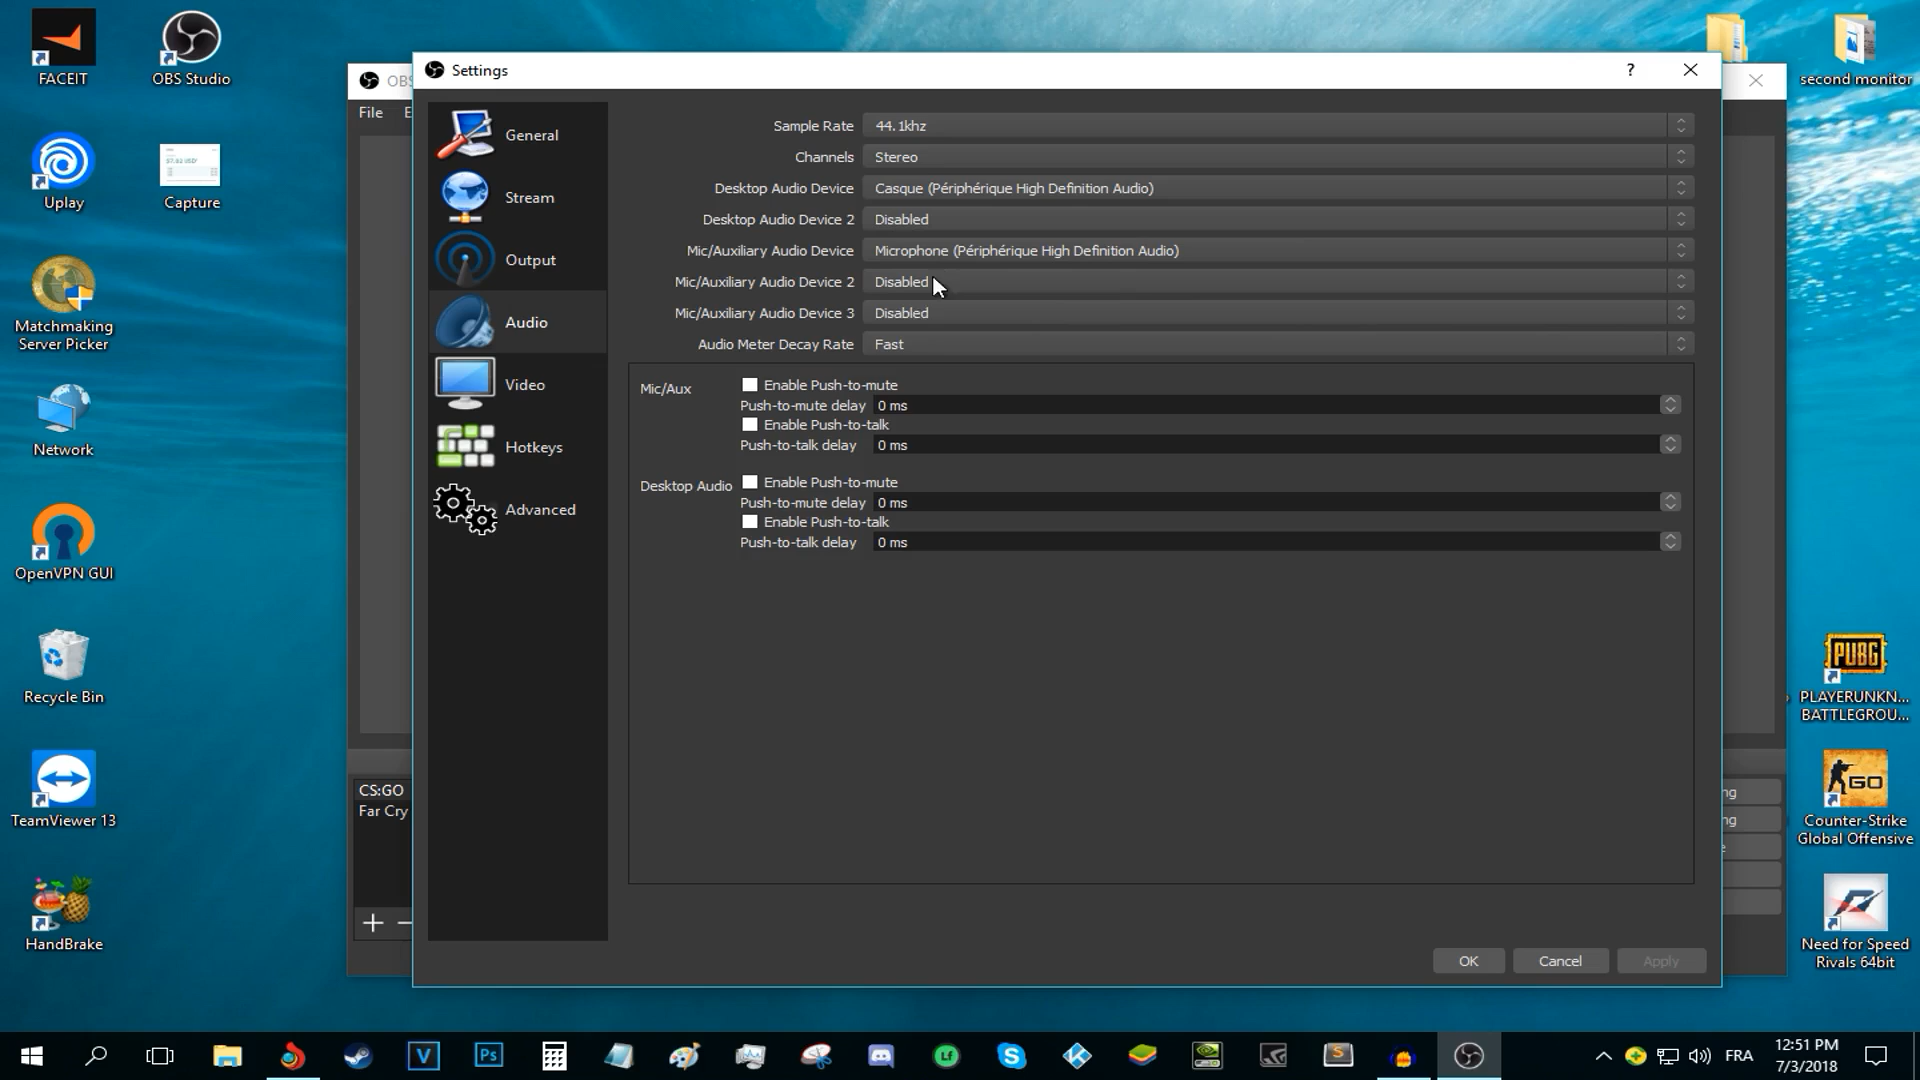 FACEIT
OBS Studio
Uplay
Capture
Matchmaking
Server Picker
Network
OpenVPN GUI
Recycle Bin
TeamViewer 13
HandBrake
OBS
File E
CS:GO
Far Cry
Settings
?
General
Stream
Output
Audio
Video
Hotkeys
Advanced
Sample Rate 44.1khz
Channels Stereo
Desktop Audio Device Casque (Périphérique High Definition Audio)
Desktop Audio Device 2 Disabled
Mic/Auxiliary Audio Device Microphone (Périphérique High Definition Audio)
Mic/Auxiliary Audio Device 2 Disabled
Mic/Auxiliary Audio Device 3 Disabled
Audio Meter Decay Rate Fast
Mic/Aux
Enable Push-to-mute
Push-to-mute delay 0 ms
Enable Push-to-talk
Push-to-talk delay 0 ms
Desktop Audio
Enable Push-to-mute
Push-to-mute delay 0 ms
Enable Push-to-talk
Push-to-talk delay 0 ms
OK
Cancel
Apply
ng
ng
e
second monitor
PUBG
PLAYERUNKN...
BATTLEGROU...
GO
Counter-Strike
Global Offensive
Need for Speed
Rivals 64bit
V
Ps
Lf
S
S
FRA
12:51 PM
7/3/2018